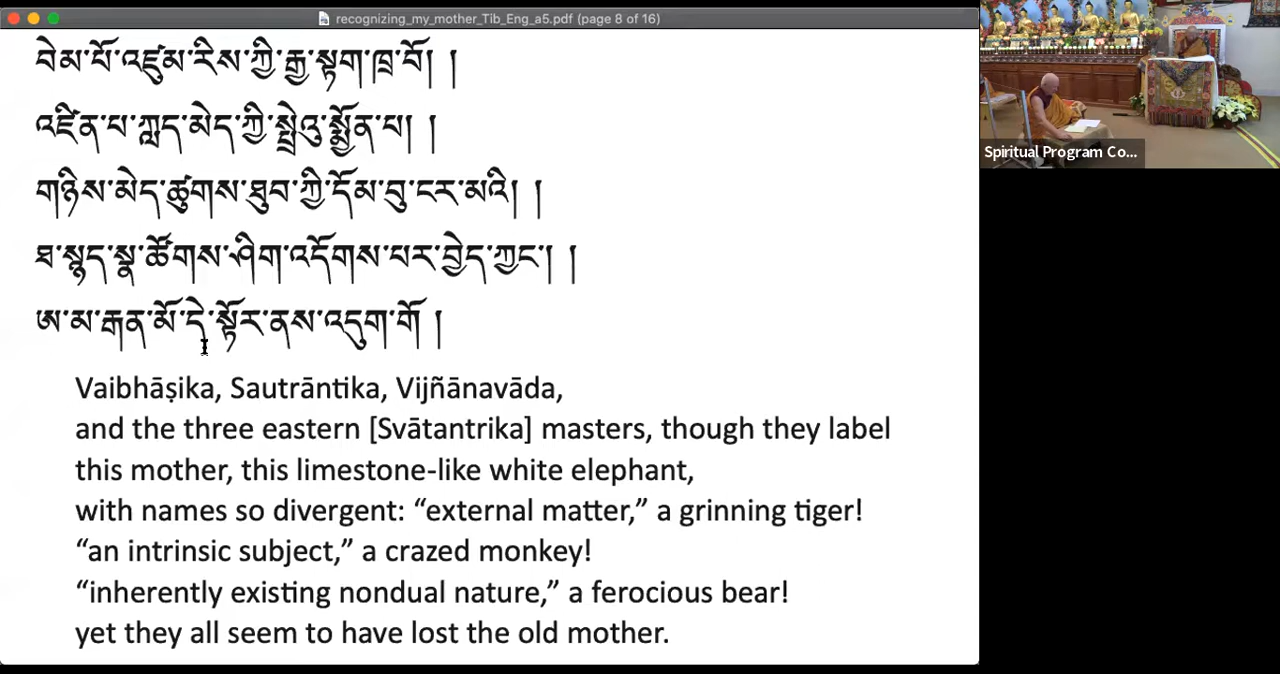 recognizing_my_mother_Tib_Eng_a5.pdf (page 8 of 16)
བེམ་པོ་འཛུམ་རིས་ཀྱི་རྒྱ་སྟག་ཁྲ་བོ། །
འཛིན་པ་ཀླད་མེད་ཀྱི་སྤྲེའུ་སྨྱོན་པ། །
གཉིས་མེད་ཚུགས་ཐུབ་ཀྱི་དོམ་བུ་ངར་མའི། །
ཐ་སྙད་སྣ་ཚོགས་ཤིག་འདོགས་པར་བྱེད་ཀྱང་། །
ཨ་མ་རྒན་མོ་དེ་སྟོར་ནས་འདུག་གོ །
Vaibhāṣika, Sautrāntika, Vijñānavāda,
and the three eastern [Svātantrika] masters, though they label
this mother, this limestone-like white elephant,
with names so divergent: “external matter,” a grinning tiger!
“an intrinsic subject,” a crazed monkey!
“inherently existing nondual nature,” a ferocious bear!
yet they all seem to have lost the old mother.
Spiritual Program Co...